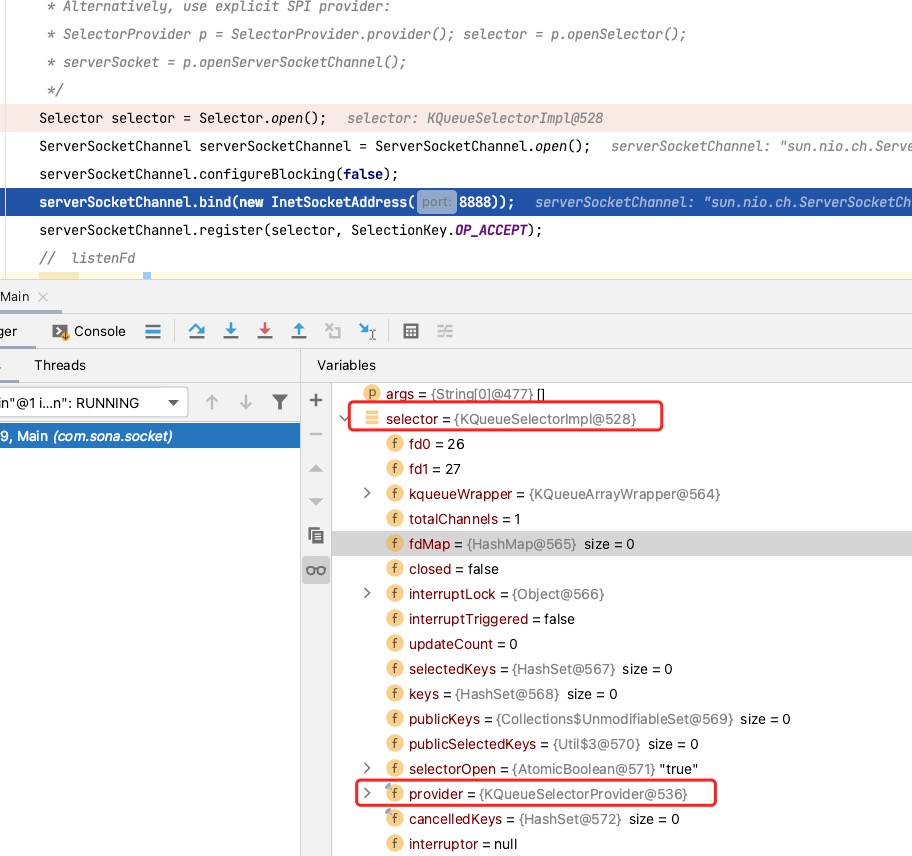 * Alternatively, use explicit SPI provider:
* SelectorProvider p = SelectorProvider.provider(); selector = p.openSelector();
* serverSocket = p.openServerSocketChannel();
*/
Selector selector = Selector.open(); selector: KQueueSelectorImpl@528
ServerSocketChannel serverSocketChannel = ServerSocketChannel.open(); serverSocketChannel: "sun.nio.ch.Serve
serverSocketChannel.configureBlocking(false);
serverSocketChannel.bind(new InetSocketAddress( port: 8888)); serverSocketChannel: "sun.nio.ch.ServerSocketCh
serverSocketChannel.register(selector, SelectionKey.OP_ACCEPT);
// listenFd
Main
ger Console
s Threads Variables
in"@1 i...n": RUNNING
9, Main (com.sona.socket)
args = {String[0]@477} []
selector = {KQueueSelectorImpl@528}
fd0 = 26
fd1 = 27
kqueueWrapper = {KQueueArrayWrapper@564}
totalChannels = 1
fdMap = {HashMap@565} size = 0
closed = false
interruptLock = {Object@566}
interruptTriggered = false
updateCount = 0
selectedKeys = {HashSet@567} size = 0
keys = {HashSet@568} size = 0
publicKeys = {Collections$UnmodifiableSet@569} size = 0
publicSelectedKeys = {Util$3@570} size = 0
selectorOpen = {AtomicBoolean@571} "true"
provider = {KQueueSelectorProvider@536}
cancelledKeys = {HashSet@572} size = 0
interruptor = null